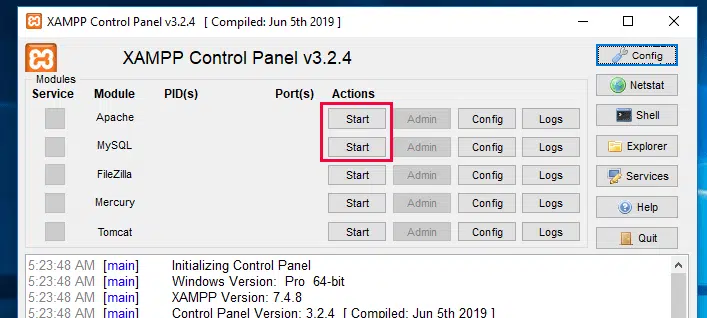 XAMPP Control Panel v3.2.4 [ Compiled: Jun 5th 2019 ]
XAMPP Control Panel v3.2.4
Config
Modules
Service Module PID(s) Port(s) Actions
Netstat
Apache Start Admin Config Logs
Shell
MySQL Start Admin Config Logs
Explorer
FileZilla Start Admin Config Logs
Services
Mercury Start Admin Config Logs
Help
Tomcat Start Admin Config Logs
Quit
5:23:48 AM [main] Initializing Control Panel
5:23:48 AM [main] Windows Version: Pro 64-bit
5:23:48 AM [main] XAMPP Version: 7.4.8
5:23:48 AM [main] Control Panel Version: 3.2.4 [ Compiled: Jun 5th 2019 ]